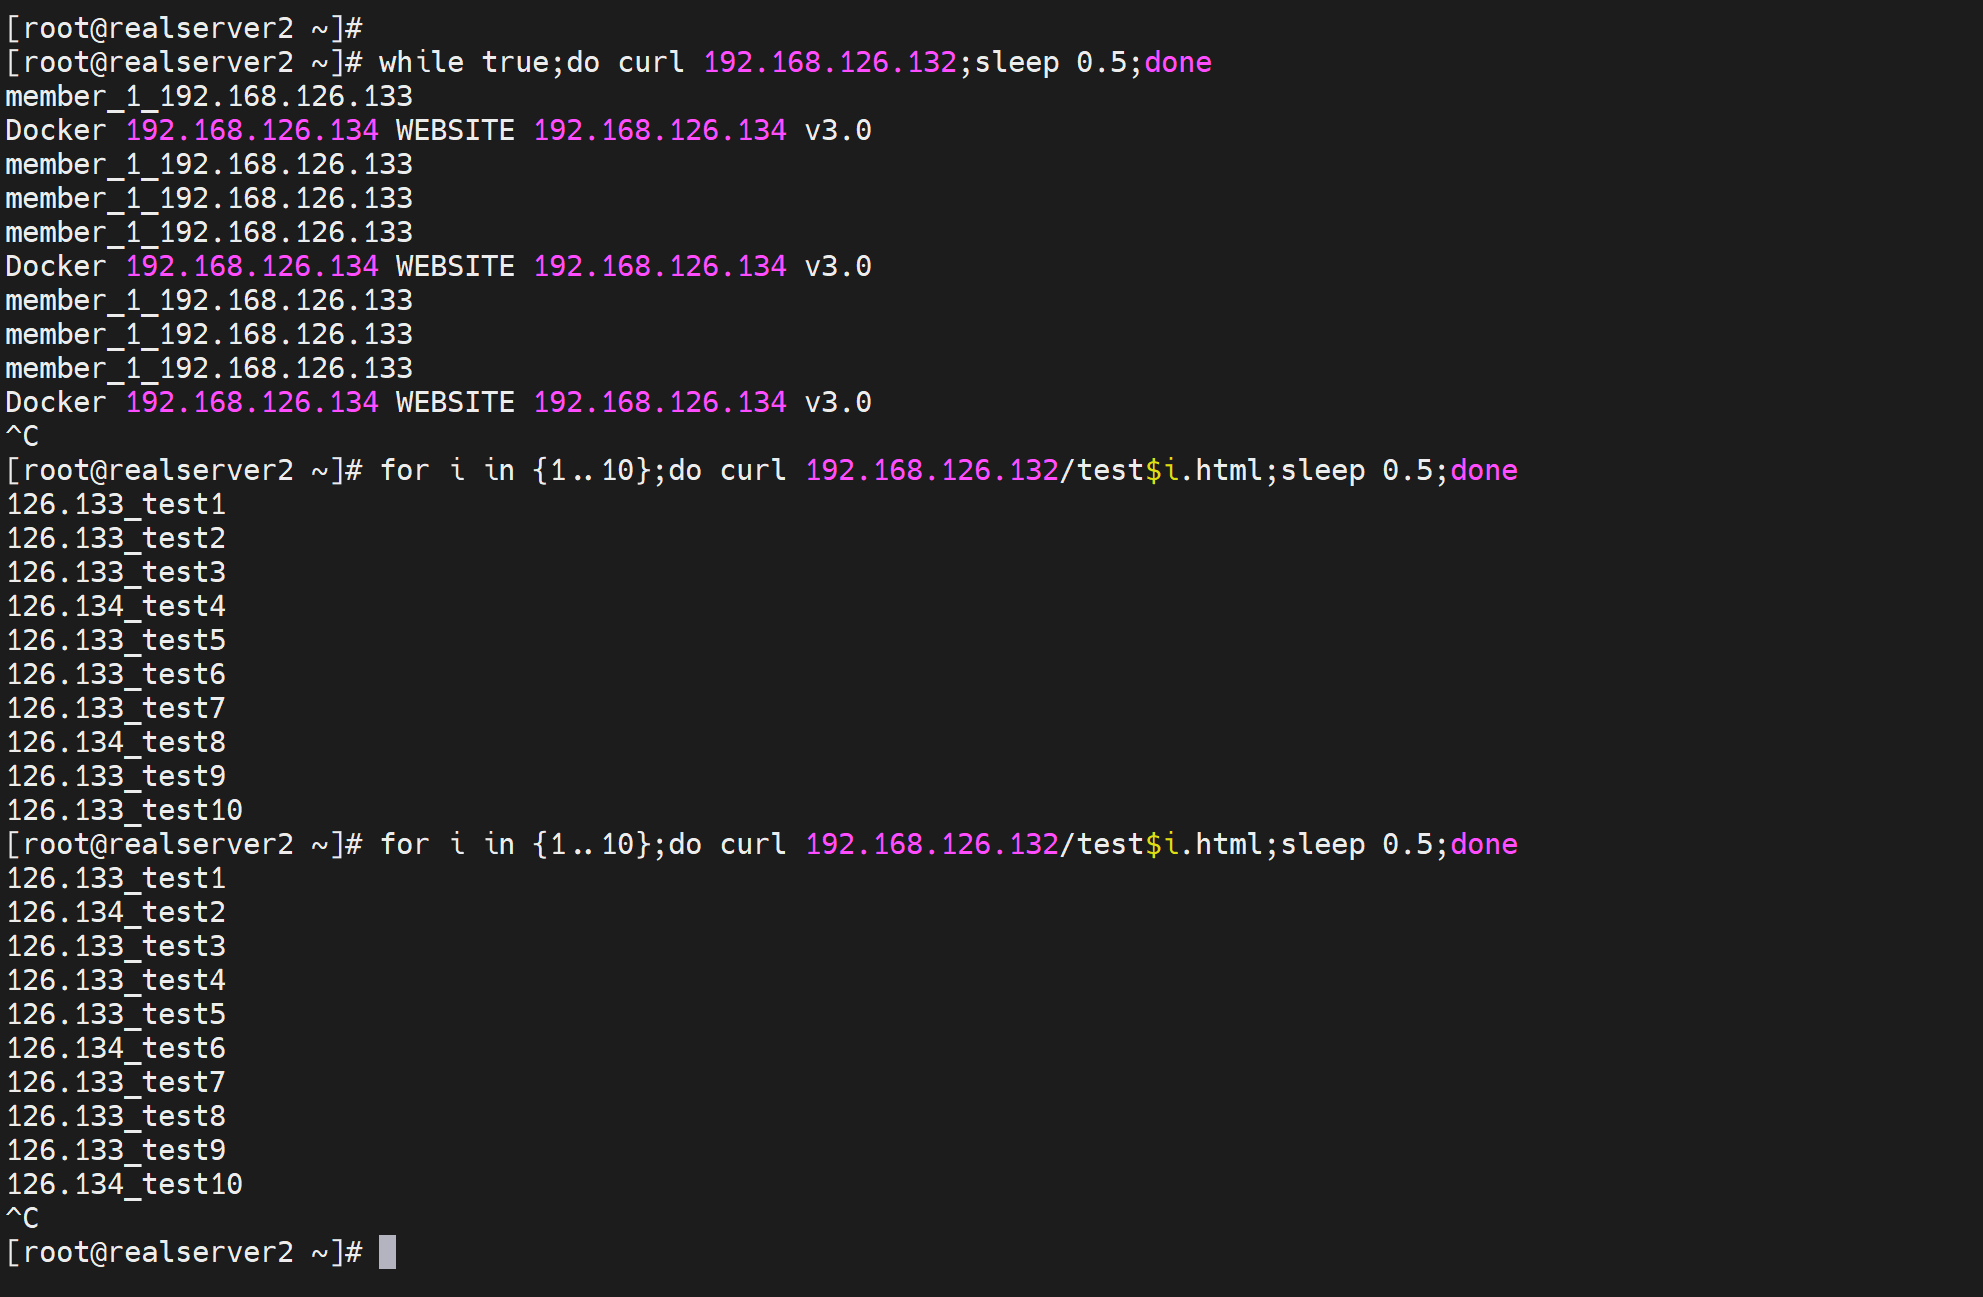 [root@realserver2 ~]#
[root@realserver2 ~]# while true;do curl 192.168.126.132;sleep 0.5;done
member_1_192.168.126.133
Docker 192.168.126.134 WEBSITE 192.168.126.134 v3.0
member_1_192.168.126.133
member_1_192.168.126.133
member_1_192.168.126.133
Docker 192.168.126.134 WEBSITE 192.168.126.134 v3.0
member_1_192.168.126.133
member_1_192.168.126.133
member_1_192.168.126.133
Docker 192.168.126.134 WEBSITE 192.168.126.134 v3.0
^C
[root@realserver2 ~]# for i in {1..10};do curl 192.168.126.132/test$i.html;sleep 0.5;done
126.133_test1
126.133_test2
126.133_test3
126.134_test4
126.133_test5
126.133_test6
126.133_test7
126.134_test8
126.133_test9
126.133_test10
[root@realserver2 ~]# for i in {1..10};do curl 192.168.126.132/test$i.html;sleep 0.5;done
126.133_test1
126.134_test2
126.133_test3
126.133_test4
126.133_test5
126.134_test6
126.133_test7
126.133_test8
126.133_test9
126.134_test10
^C
[root@realserver2 ~]#